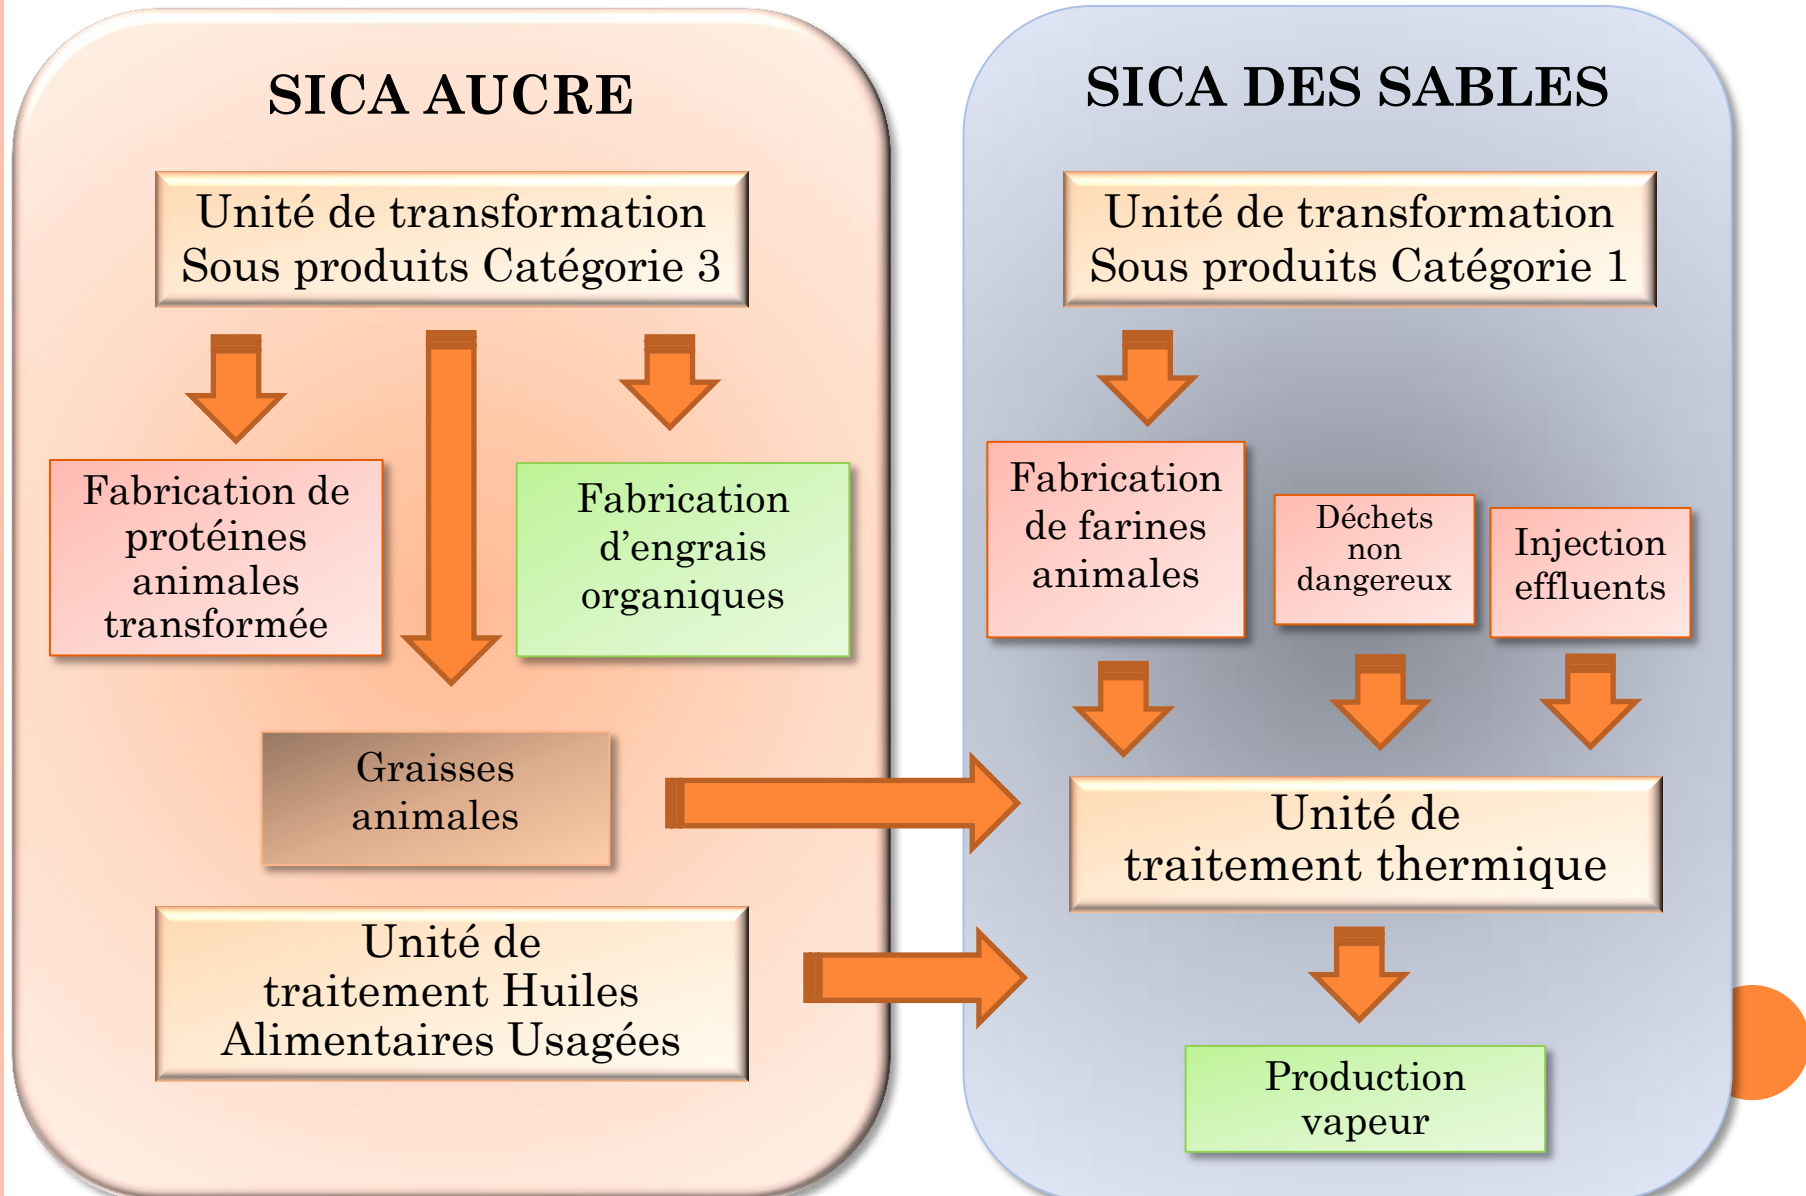 SICA AUCRE
Unité de transformation
Sous produits Catégorie 3
Fabrication de
protéines
animales
transformée
Fabrication
d’engrais
organiques
Graisses
animales
Unité de
traitement Huiles
Alimentaires Usagées
SICA DES SABLES
Unité de transformation
Sous produits Catégorie 1
Fabrication
de farines
animales
Déchets
non
dangereux
Injection
effluents
Unité de
traitement thermique
Production
vapeur